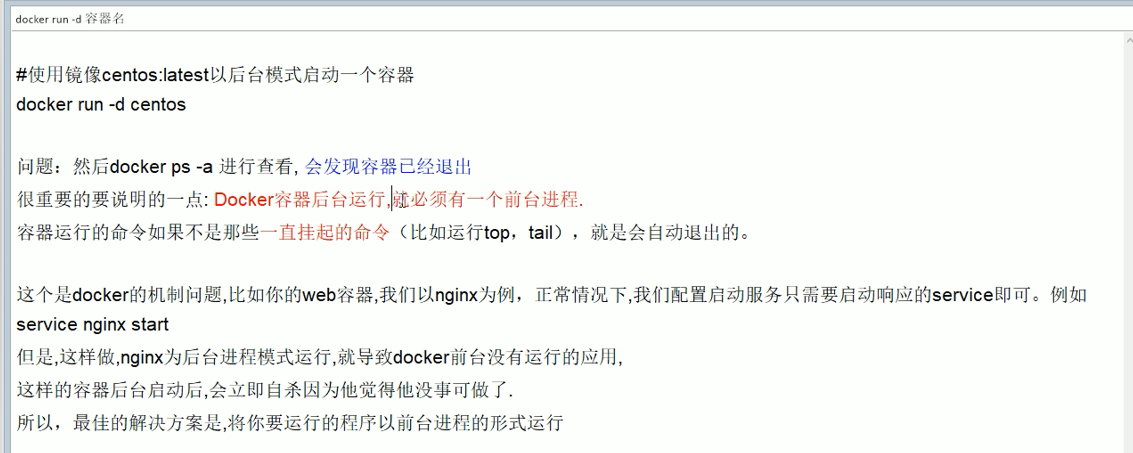 docker run -d 容器名
#使用镜像centos:latest以后台模式启动一个容器
docker run -d centos
问题：然后docker ps -a 进行查看, 会发现容器已经退出
很重要的要说明的一点: Docker容器后台运行,就必须有一个前台进程.
容器运行的命令如果不是那些一直挂起的命令（比如运行top，tail），就是会自动退出的。
这个是docker的机制问题,比如你的web容器,我们以nginx为例，正常情况下,我们配置启动服务只需要启动响应的service即可。例如
service nginx start
但是,这样做,nginx为后台进程模式运行,就导致docker前台没有运行的应用,
这样的容器后台启动后,会立即自杀因为他觉得他没事可做了.
所以，最佳的解决方案是,将你要运行的程序以前台进程的形式运行